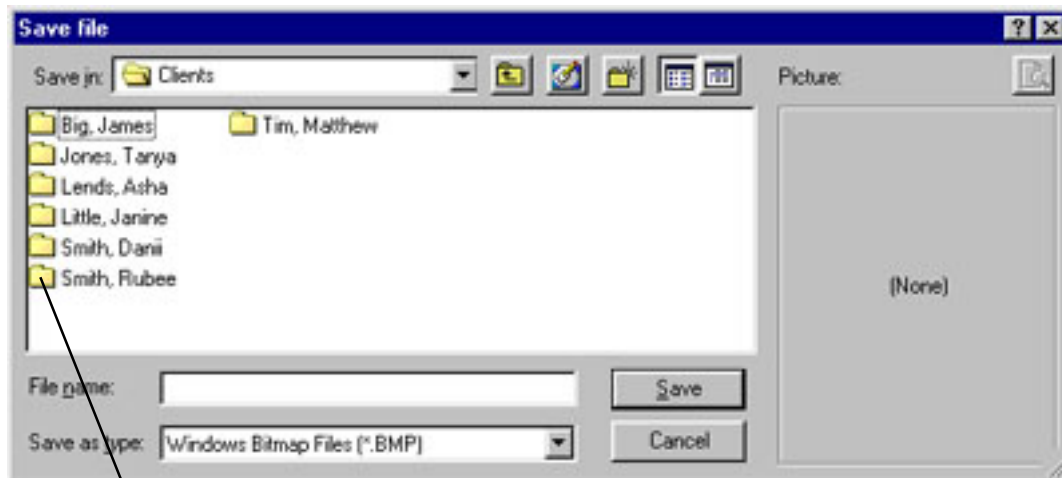 Save file
Save in: Clients
Picture:
Big, James
Jones, Tanya
Lends, Asha
Little, Janine
Smith, Danii
Smith, Rubee
Tim, Matthew
(None)
File name:
Save
Save as type: Windows Bitmap Files (*.BMP)
Cancel